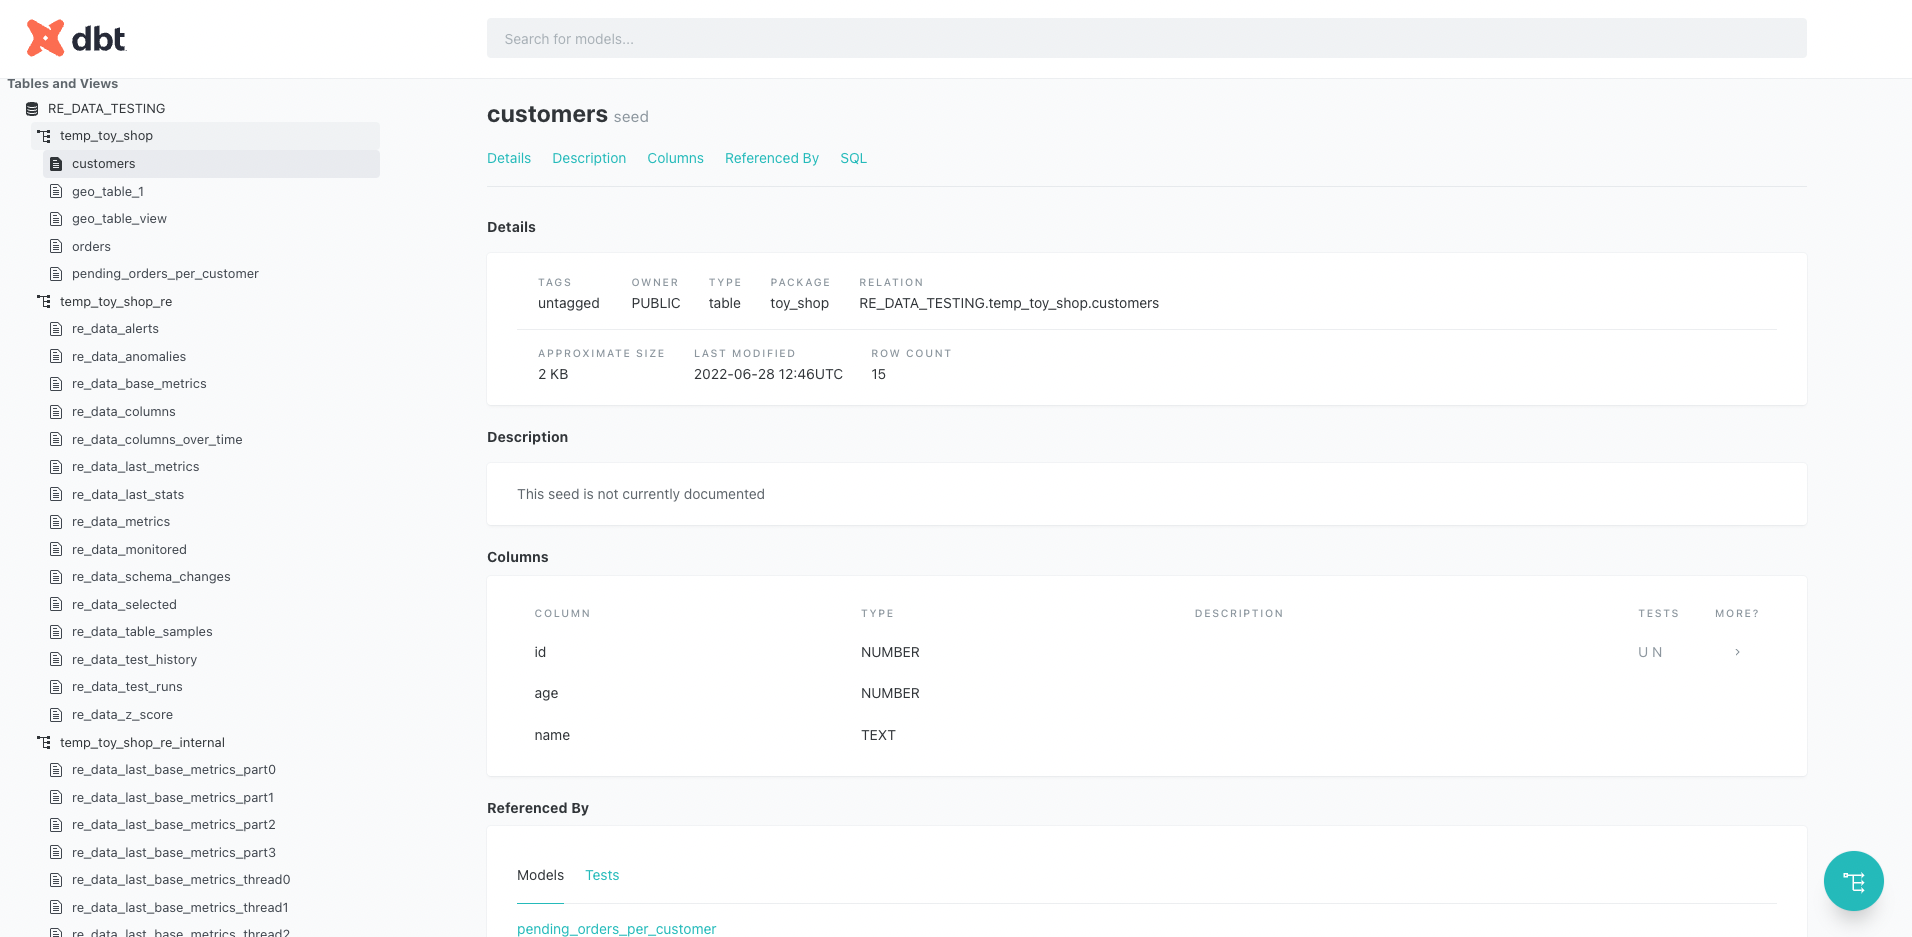 dbt
Search for models...
Tables and Views
RE_DATA_TESTING
temp_toy_shop
customers
geo_table_1
geo_table_view
orders
pending_orders_per_customer
temp_toy_shop_re
re_data_alerts
re_data_anomalies
re_data_base_metrics
re_data_columns
re_data_columns_over_time
re_data_last_metrics
re_data_last_stats
re_data_metrics
re_data_monitored
re_data_schema_changes
re_data_selected
re_data_table_samples
re_data_test_history
re_data_test_runs
re_data_z_score
temp_toy_shop_re_internal
re_data_last_base_metrics_part0
re_data_last_base_metrics_part1
re_data_last_base_metrics_part2
re_data_last_base_metrics_part3
re_data_last_base_metrics_thread0
re_data_last_base_metrics_thread1
re_data_last_base_metrics_thread2
customers seed
Details Description Columns Referenced By SQL
Details
TAGS OWNER TYPE PACKAGE RELATION
untagged PUBLIC table toy_shop RE_DATA_TESTING.temp_toy_shop.customers
APPROXIMATE SIZE LAST MODIFIED ROW COUNT
2 KB 2022-06-28 12:46UTC 15
Description
This seed is not currently documented
Columns
COLUMN TYPE DESCRIPTION TESTS MORE?
id NUMBER U N >
age NUMBER
name TEXT
Referenced By
Models Tests
pending_orders_per_customer